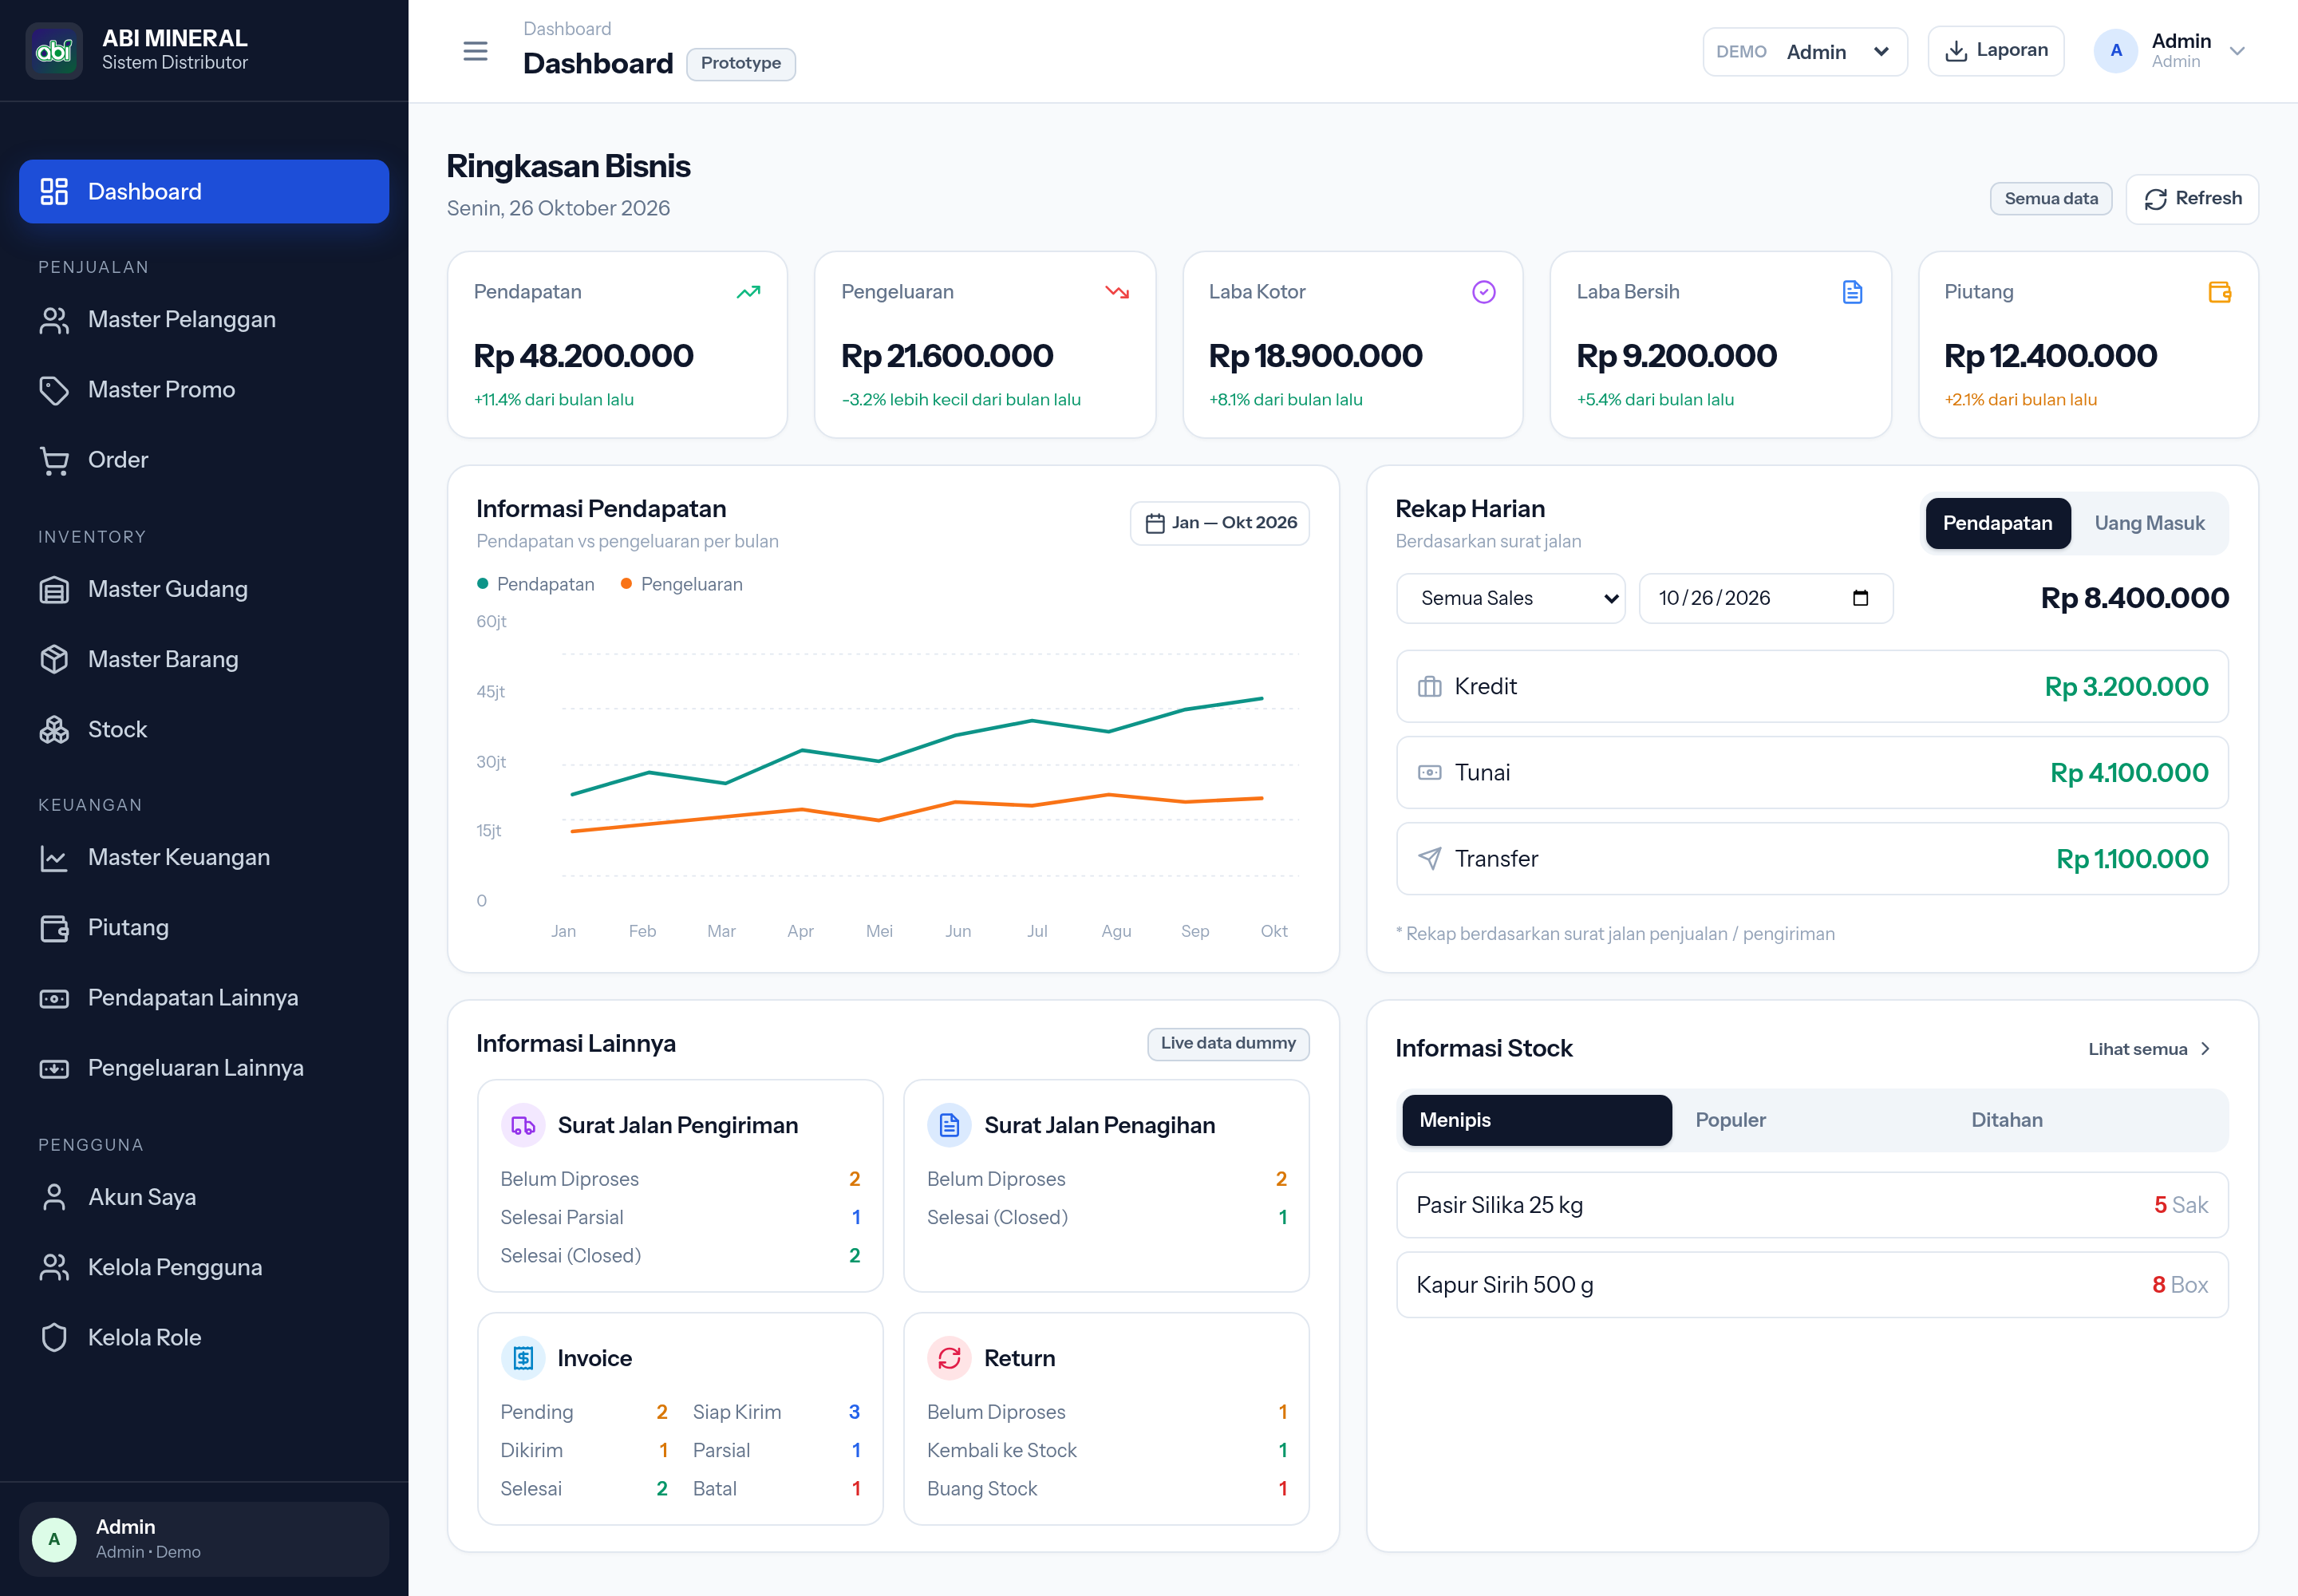 abi
ABI MINERAL
Sistem Distributor
Dashboard
PENJUALAN
Master Pelanggan
Master Promo
Order
INVENTORY
Master Gudang
Master Barang
Stock
KEUANGAN
Master Keuangan
Piutang
Pendapatan Lainnya
Pengeluaran Lainnya
PENGGUNA
Akun Saya
Kelola Pengguna
Kelola Role
A
Admin
Admin • Demo
Dashboard
Dashboard Prototype
DEMO Admin
Laporan
A
Admin
Admin
Ringkasan Bisnis
Senin, 26 Oktober 2026
Semua data
Refresh
Pendapatan
Rp 48.200.000
+11.4% dari bulan lalu
Pengeluaran
Rp 21.600.000
-3.2% lebih kecil dari bulan lalu
Laba Kotor
Rp 18.900.000
+8.1% dari bulan lalu
Laba Bersih
Rp 9.200.000
+5.4% dari bulan lalu
Piutang
Rp 12.400.000
+2.1% dari bulan lalu
Informasi Pendapatan
Pendapatan vs pengeluaran per bulan
Jan — Okt 2026
Pendapatan Pengeluaran
60jt
45jt
30jt
15jt
0
Jan Feb Mar Apr Mei Jun Jul Agu Sep Okt
Rekap Harian
Berdasarkan surat jalan
Pendapatan Uang Masuk
Semua Sales 10/26/2026 Rp 8.400.000
Kredit Rp 3.200.000
Tunai Rp 4.100.000
Transfer Rp 1.100.000
* Rekap berdasarkan surat jalan penjualan / pengiriman
Informasi Lainnya
Live data dummy
Surat Jalan Pengiriman
Belum Diproses 2
Selesai Parsial 1
Selesai (Closed) 2
Surat Jalan Penagihan
Belum Diproses 2
Selesai (Closed) 1
Invoice
Pending 2 Siap Kirim 3
Dikirim 1 Parsial 1
Selesai 2 Batal 1
Return
Belum Diproses 1
Kembali ke Stock 1
Buang Stock 1
Informasi Stock
Lihat semua
Menipis Populer Ditahan
Pasir Silika 25 kg 5 Sak
Kapur Sirih 500 g 8 Box